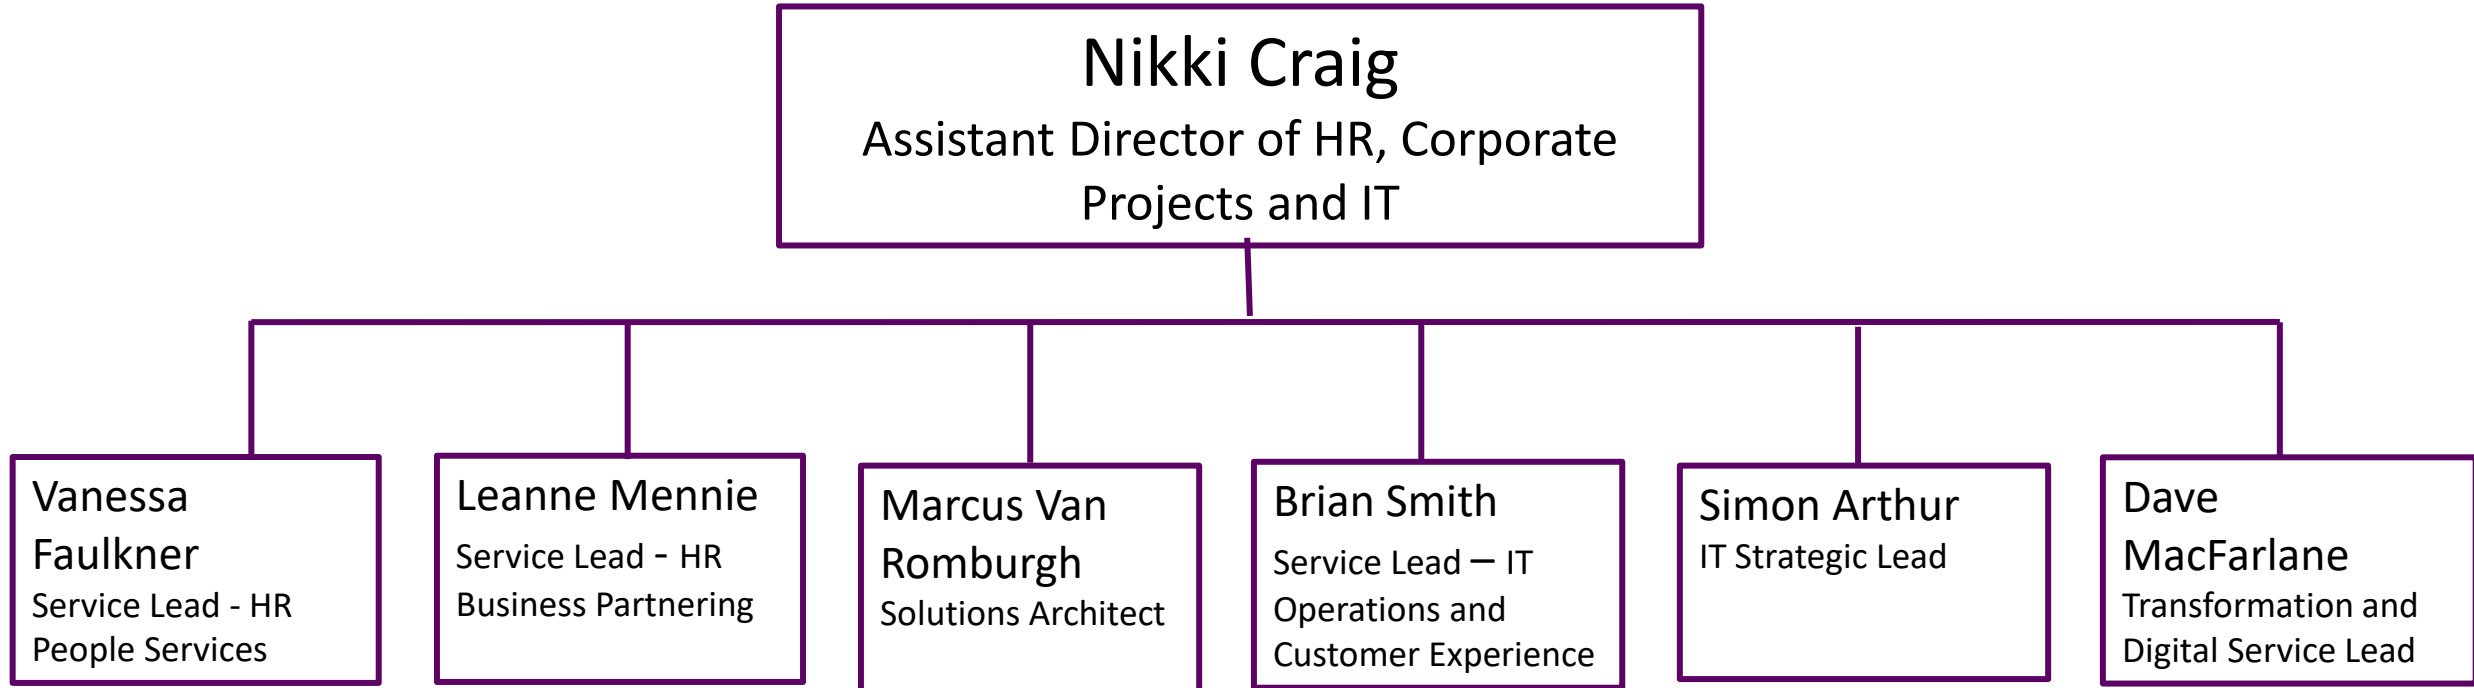 Nikki Craig
Assistant Director of HR, Corporate
Projects and IT
Vanessa
Faulkner
Service Lead - HR
People Services
Leanne Mennie
Service Lead - HR
Business Partnering
Marcus Van
Romburgh
Solutions Architect
Brian Smith
Service Lead – IT
Operations and
Customer Experience
Simon Arthur
IT Strategic Lead
Dave
MacFarlane
Transformation and
Digital Service Lead